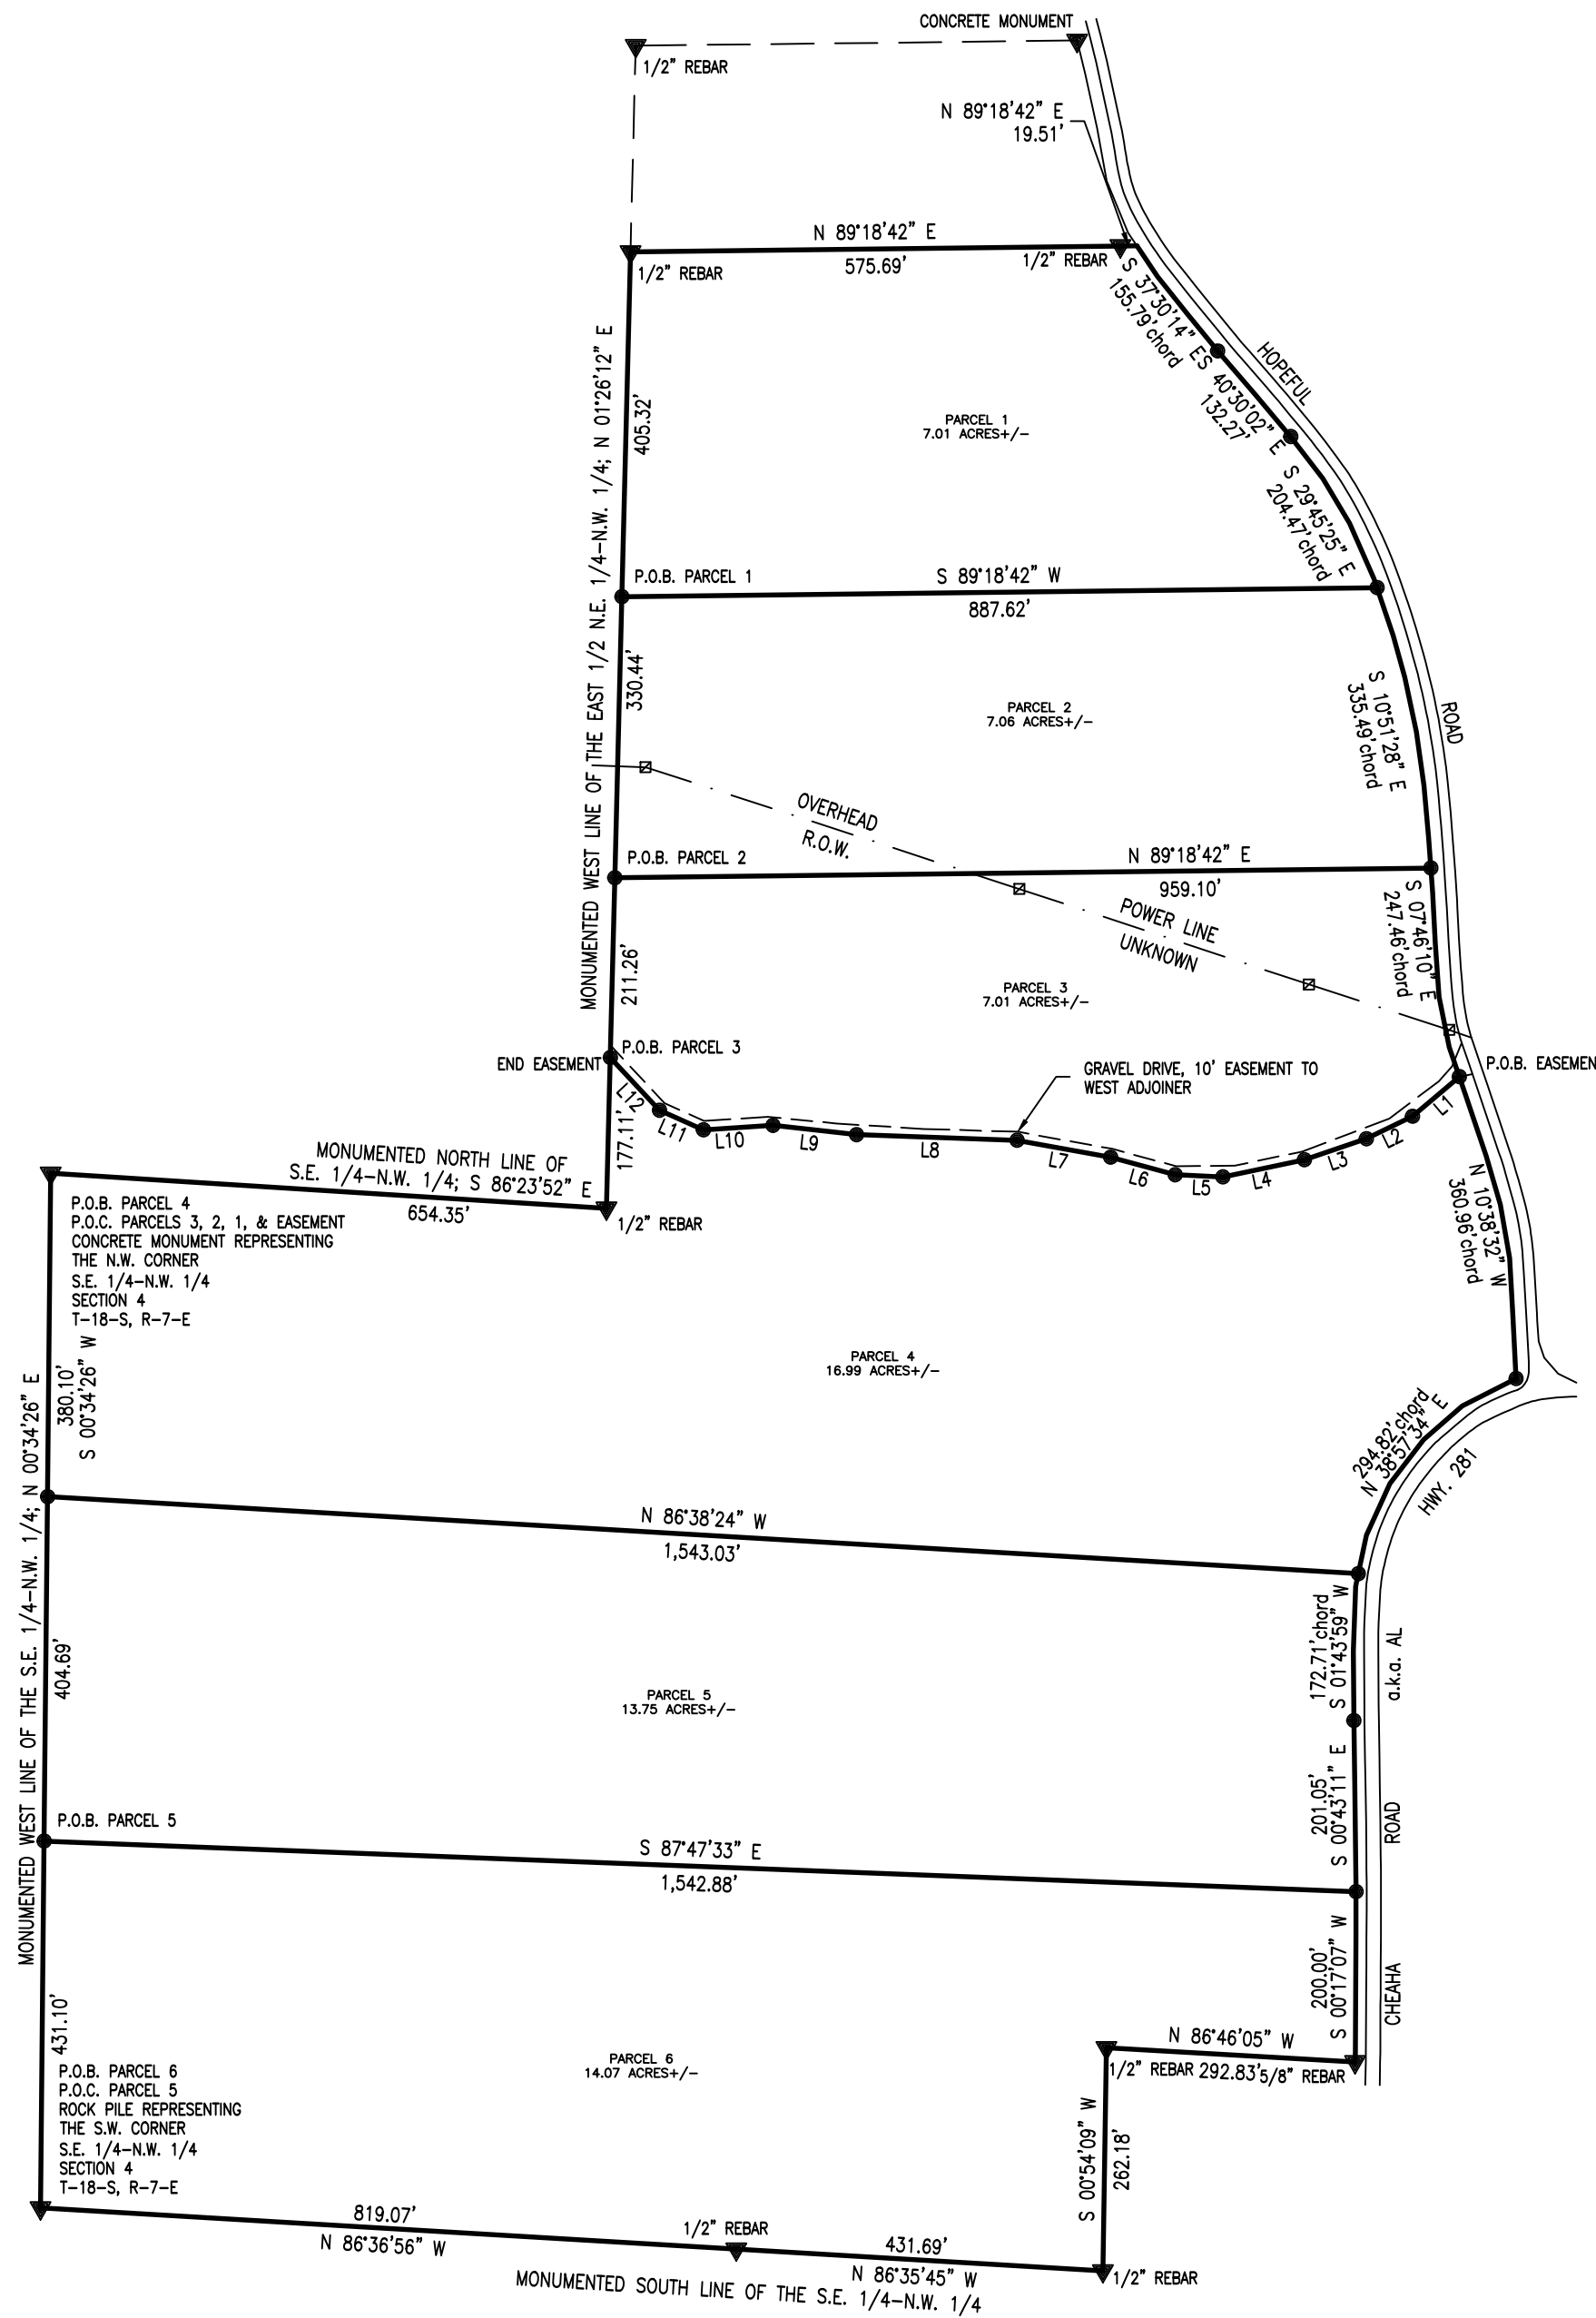 CONCRETE MONUMENT
1/2" REBAR
N 89°18'42" E
19.51'
N 89°18'42" E
575.69'
1/2" REBAR
1/2" REBAR
S 37°30'14" E
155.79'chord
S 40°30'02" E
132.27'
HOPEFUL
S 29°45'25" E
204.47'chord
MONUMENTED WEST LINE OF THE EAST 1/2 N.E. 1/4-N.W. 1/4; N 01°26'12" E
405.32'
PARCEL 1
7.01 ACRES+/-
P.O.B. PARCEL 1
S 89°18'42" W
887.62'
330.44'
PARCEL 2
7.06 ACRES+/-
S 10°51'28" E
335.49'chord
ROAD
OVERHEAD
R.O.W.
P.O.B. PARCEL 2
N 89°18'42" E
959.10'
POWER LINE
UNKNOWN
S 07°46'10" E
247.46'chord
211.26'
PARCEL 3
7.01 ACRES+/-
P.O.B. PARCEL 3
END EASEMENT
GRAVEL DRIVE, 10' EASEMENT TO
WEST ADJOINER
P.O.B. EASEMEN
L12
L11
L10
L9
L8
L7
L6
L5
L4
L3
L2
L1
177.11'
MONUMENTED NORTH LINE OF
S.E. 1/4-N.W. 1/4; S 86°23'52" E
654.35'
1/2" REBAR
N 10°38'32" W
360.96'chord
P.O.B. PARCEL 4
P.O.C. PARCELS 3, 2, 1, & EASEMENT
CONCRETE MONUMENT REPRESENTING
THE N.W. CORNER
S.E. 1/4-N.W. 1/4
SECTION 4
T-18-S, R-7-E
380.10'
S 00°34'26" W
PARCEL 4
16.99 ACRES+/-
294.82'chord
N 38°57'34" E
HWY. 281
MONUMENTED WEST LINE OF THE S.E. 1/4-N.W. 1/4; N 00°34'26" E
N 86°38'24" W
1,543.03'
172.71'chord
S 01°43'59" W
a.k.a. AL
404.69'
PARCEL 5
13.75 ACRES+/-
201.05'
S 00°43'11" E
ROAD
P.O.B. PARCEL 5
S 87°47'33" E
1,542.88'
200.00'
S 00°17'07" W
CHEAHA
431.10'
PARCEL 6
14.07 ACRES+/-
N 86°46'05" W
1/2" REBAR
292.83'
5/8" REBAR
P.O.B. PARCEL 6
P.O.C. PARCEL 5
ROCK PILE REPRESENTING
THE S.W. CORNER
S.E. 1/4-N.W. 1/4
SECTION 4
T-18-S, R-7-E
S 00°54'09" W
262.18'
819.07'
N 86°36'56" W
1/2" REBAR
431.69'
N 86°35'45" W
1/2" REBAR
MONUMENTED SOUTH LINE OF THE S.E. 1/4-N.W. 1/4